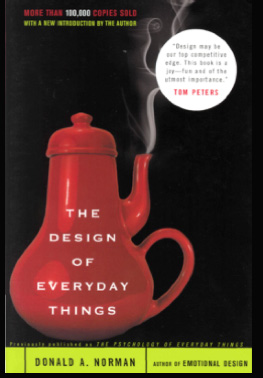 MORE THAN 100,000 COPIES SOLD
WITH A NEW INTRODUCTION BY THE AUTHOR
"Design may be
our top competitive
edge. This book is a
joy—fun and of the
utmost importance."
TOM PETERS
THE
DESIGN
OF
EVERYDAY
THINGS
Previously published as THE PSYCHOLOGY OF EVERYDAY THINGS
DONALD A. NORMAN
AUTHOR OF EMOTIONAL DESIGN